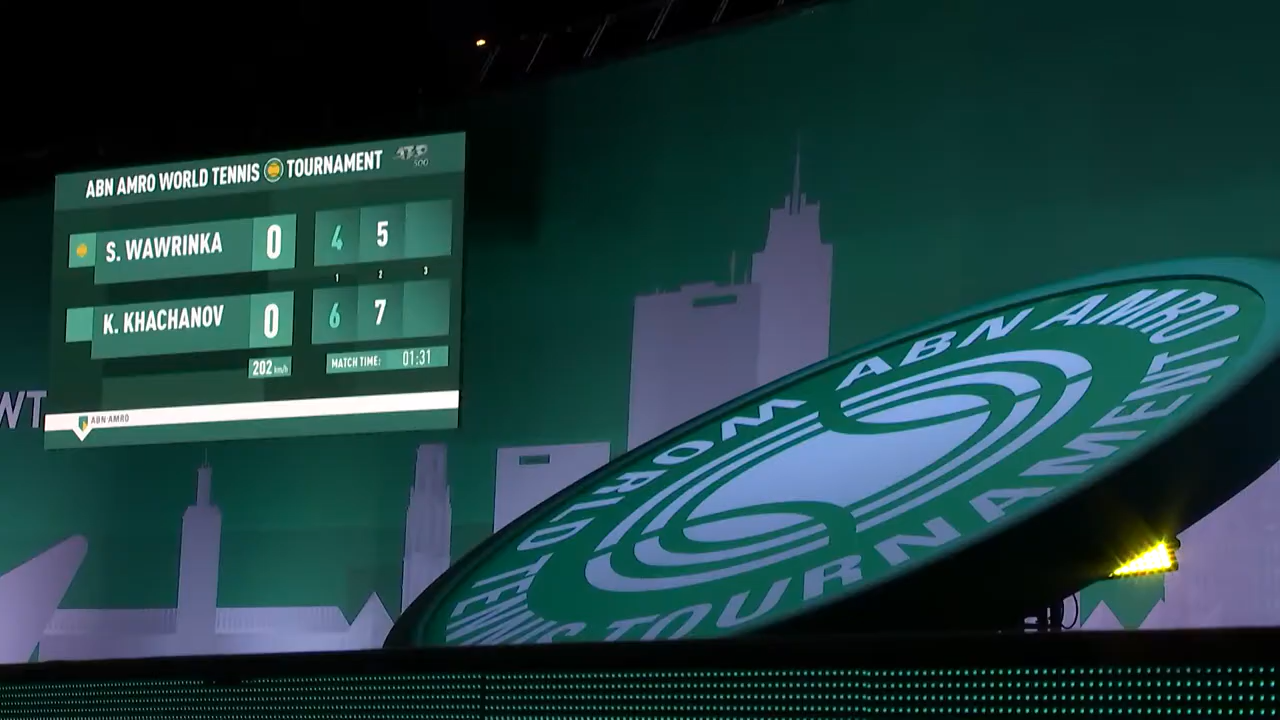 ABN AMRO WORLD TENNIS TOURNAMENT
ATP 500
S. WAWRINKA 0 4 5
1 2 3
K. KHACHANOV 0 6 7
202 km/h MATCH TIME: 01:31
ABN AMRO
WT
ABN AMRO WORLD TENNIS TOURNAMENT